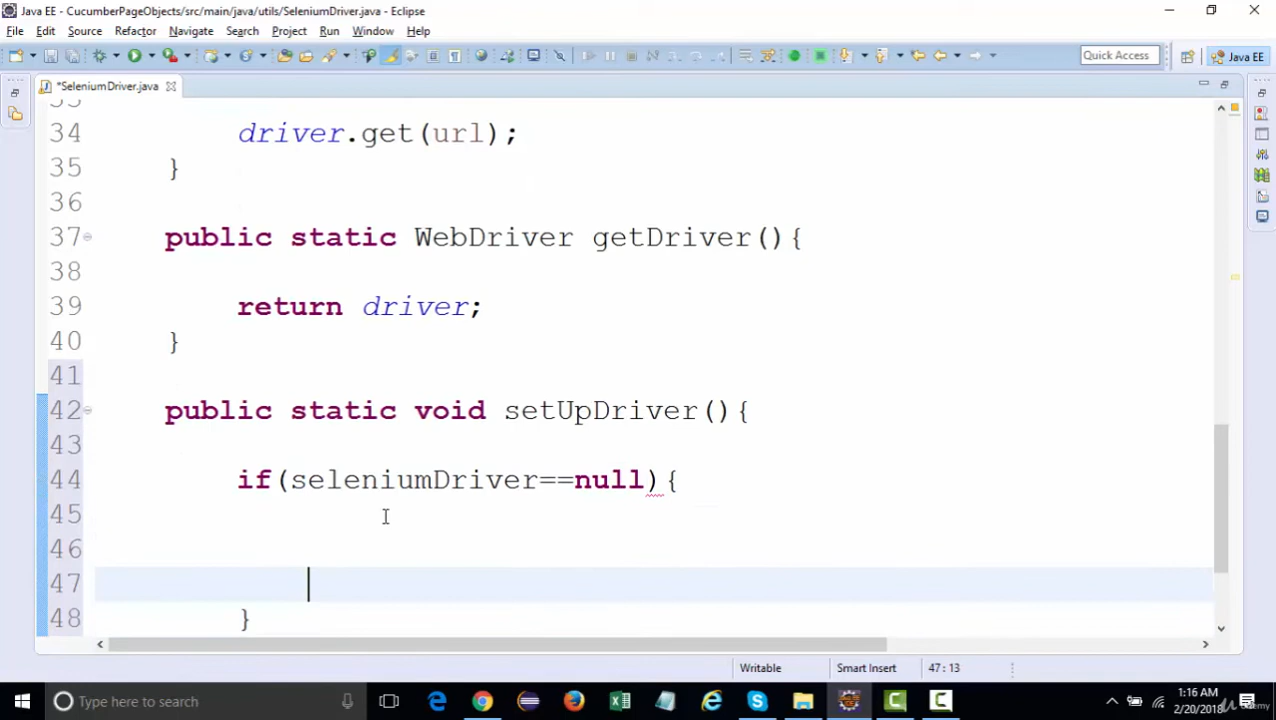 Java EE - CucumberPageObjects/src/main/java/utils/SeleniumDriver.java - Eclipse
File Edit Source Refactor Navigate Search Project Run Window Help
Quick Access
Java EE
*SeleniumDriver.java
33
34 driver.get(url);
35 }
36
37 public static WebDriver getDriver(){
38
39 return driver;
40 }
41
42 public static void setUpDriver(){
43
44 if(seleniumDriver==null){
45
46
47
48 }
Writable
Smart Insert
47 : 13
Type here to search
1:16 AM
2/20/2018